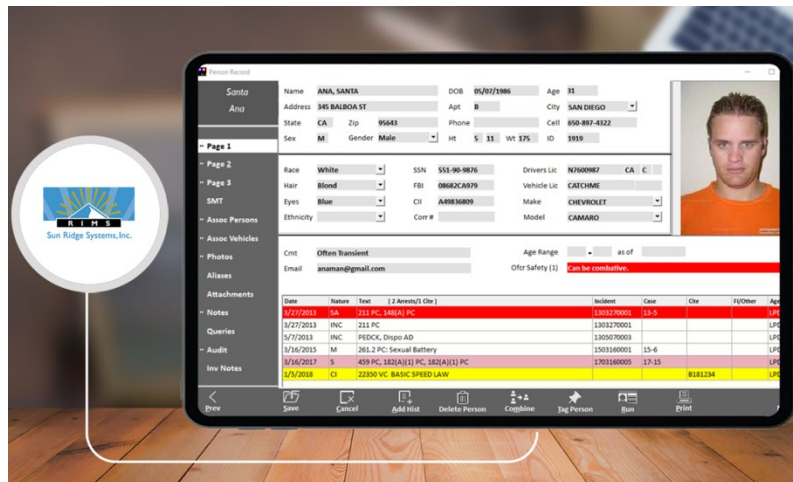 Person Record
Santa
Ana
Name ANA, SANTA DOB 05/07/1986 Age 31
Address 345 BALBOA ST Apt B City SAN DIEGO
State CA Zip 95643 Phone Cell 650-897-4322
Sex M Gender Male Ht 5 11 Wt 175 ID 1919
Page 1
Page 2
Page 3
SMT
Assoc Persons
Assoc Vehicles
Photos
Aliases
Attachments
Notes
Queries
Audit
Inv Notes
Race White SSN 551-90-9876 Drivers Lic N7600987 CA C
Hair Blond FBI 08682CA979 Vehicle Lic CATCHME
Eyes Blue CII A49836809 Make CHEVROLET
Ethnicity Corr # Model CAMARO
Cmt Often Transient Age Range - as of
Email anaman@gmail.com Ofcr Safety (1) Can be combative.
Date Nature Text [ 2 Arrests/1 Cite ] Incident Case Cite FI/Other Age
3/27/2013 SA 211 PC, 148(A) PC 1303270001 13-5 LPD
3/27/2013 INC 211 PC 1303270001 LPD
5/7/2013 INC PEDCK, Dispo AD 1305070003 LPD
3/16/2015 M 261.2 PC: Sexual Battery 1503160001 15-6 LPD
3/16/2017 S 459 PC, 182(A)(1) PC, 182(A)(1) PC 1703160005 17-15 LPD
1/5/2018 CI 22350 VC BASIC SPEED LAW B181234 LPD
Prev Save Cancel Add Hist Delete Person Combine Tag Person Run Print
RIMS
Sun Ridge Systems, Inc.